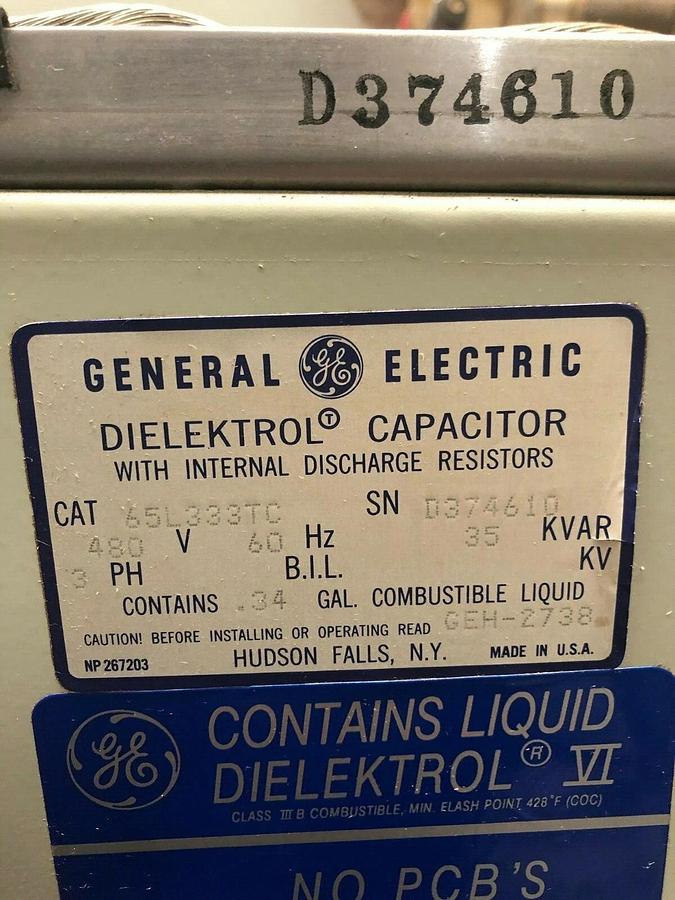 D374610
GENERAL GE ELECTRIC
DIELEKTROL Ⓣ CAPACITOR
WITH INTERNAL DISCHARGE RESISTORS
CAT 65L333TC SN D374610
480 V 60 Hz 35 KVAR
3 PH B.I.L. KV
CONTAINS .34 GAL. COMBUSTIBLE LIQUID
CAUTION! BEFORE INSTALLING OR OPERATING READ GEH-2738
NP 267203 HUDSON FALLS, N.Y. MADE IN U.S.A.
GE
CONTAINS LIQUID
DIELEKTROL® VI
CLASS III B COMBUSTIBLE, MIN. FLASH POINT 428°F (COC)
NO PCB'S